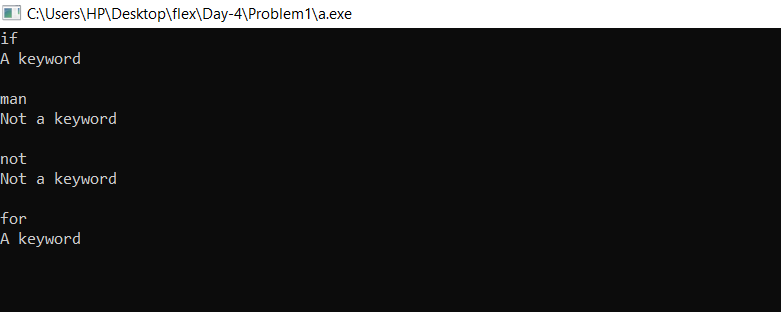 C:\Users\HP\Desktop\flex\Day-4\Problem1\a.exe
if
A keyword
man
Not a keyword
not
Not a keyword
for
A keyword